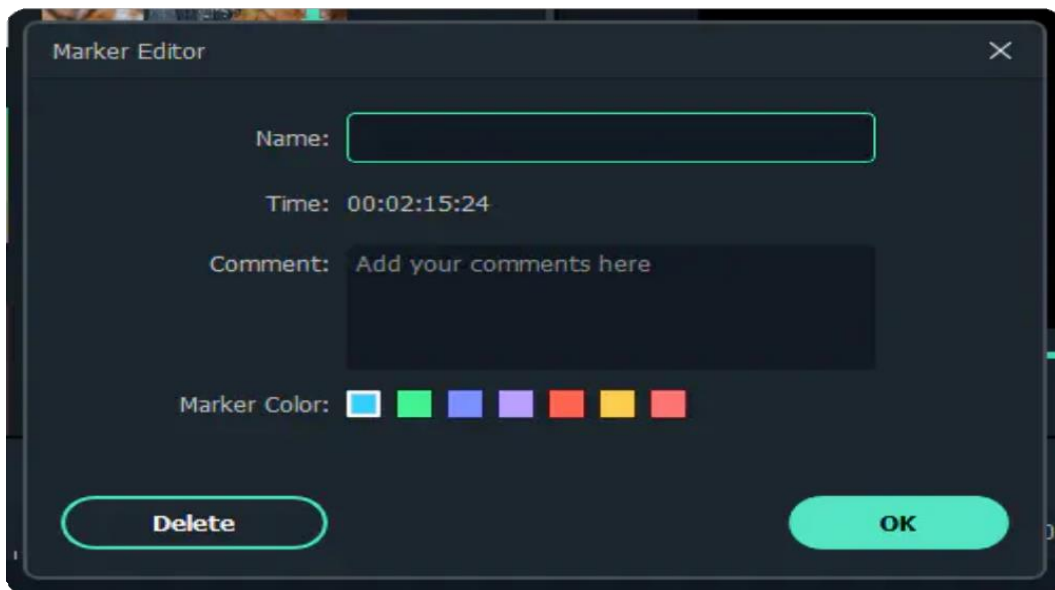 Marker Editor
Name:
Time: 00:02:15:24
Comment: Add your comments here
Marker Color:
Delete OK